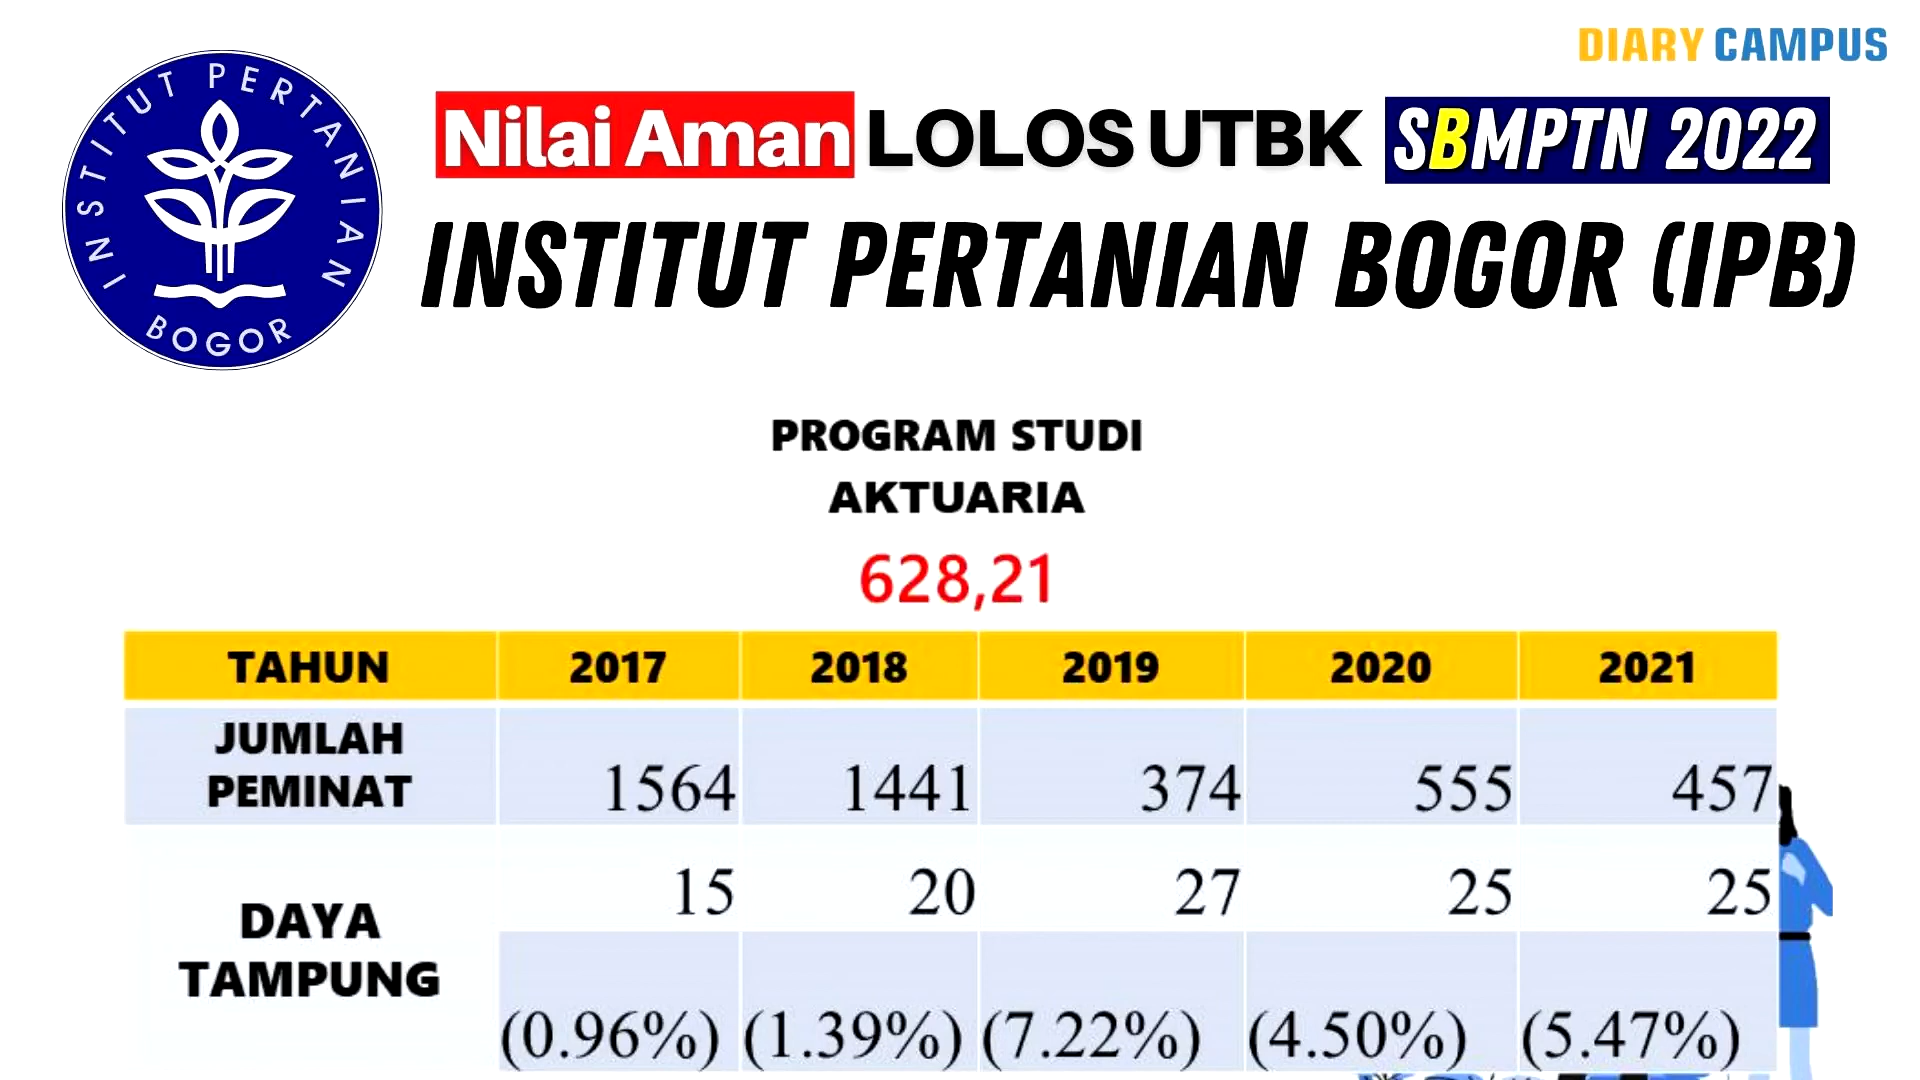 DIARY CAMPUS
INSTITUT PERTANIAN
BOGOR
Nilai Aman LOLOS UTBK SBMPTN 2022
INSTITUT PERTANIAN BOGOR (IPB)
PROGRAM STUDI
AKTUARIA
628,21
TAHUN 2017 2018 2019 2020 2021
JUMLAH
PEMINAT 1564 1441 374 555 457
15 20 27 25 25
DAYA
TAMPUNG
(0.96%) (1.39%) (7.22%) (4.50%) (5.47%)